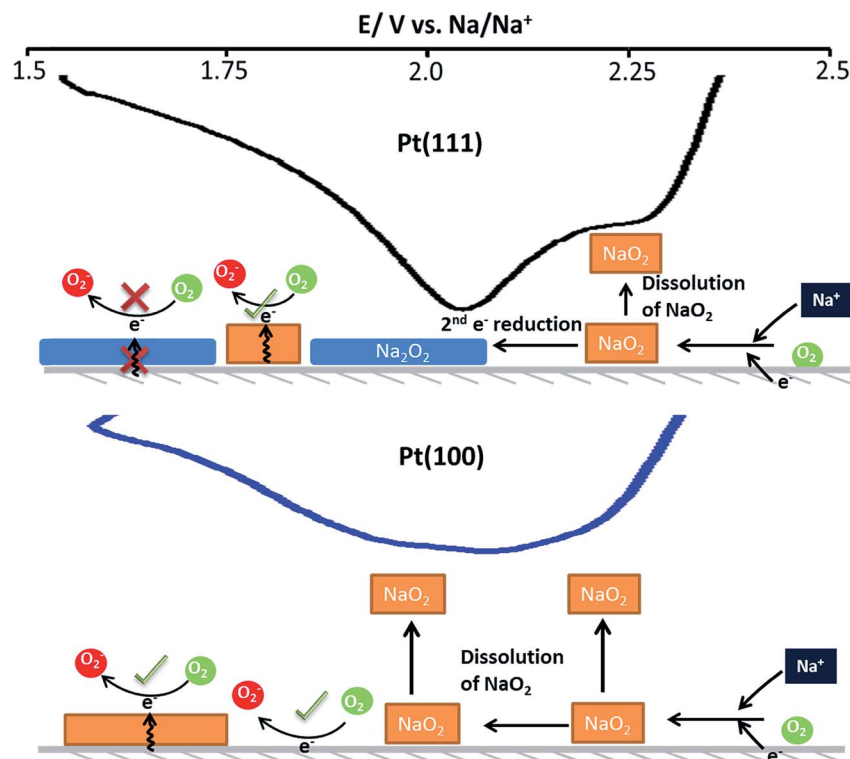 E/ V vs. Na/Na⁺
1.5 1.75 2.0 2.25 2.5
Pt(111)
NaO₂
O₂⁻ O₂ O₂⁻ O₂
Dissolution
of NaO₂
e⁻ e⁻ 2ⁿᵈ e⁻ reduction Na⁺
Na₂O₂ NaO₂ O₂
e⁻
Pt(100)
NaO₂ NaO₂
O₂⁻ O₂ Dissolution
of NaO₂
Na⁺
e⁻ O₂⁻ O₂ NaO₂ NaO₂ O₂
e⁻ e⁻